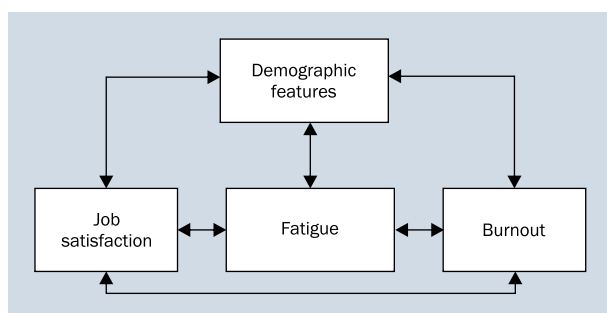 Demographic
features
Job
satisfaction
Fatigue
Burnout